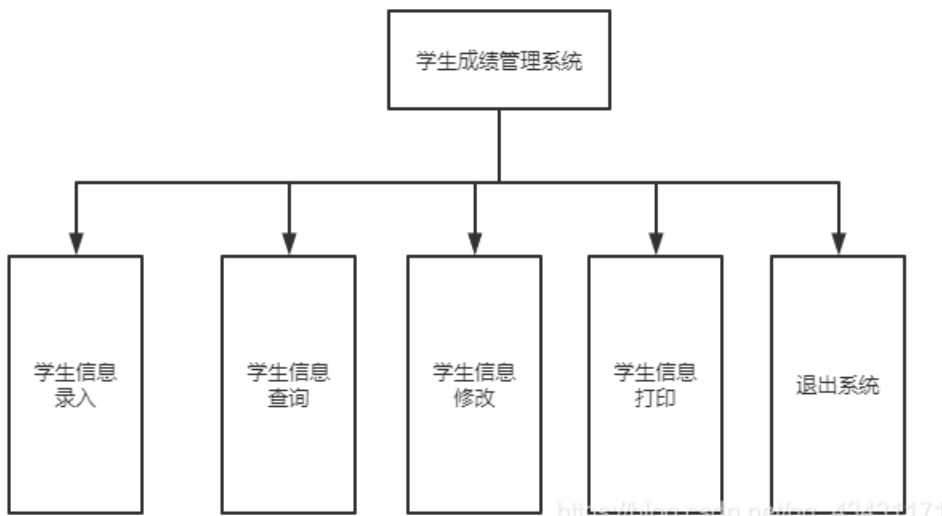 学生成绩管理系统
学生信息
录入
学生信息
查询
学生信息
修改
学生信息
打印
退出系统